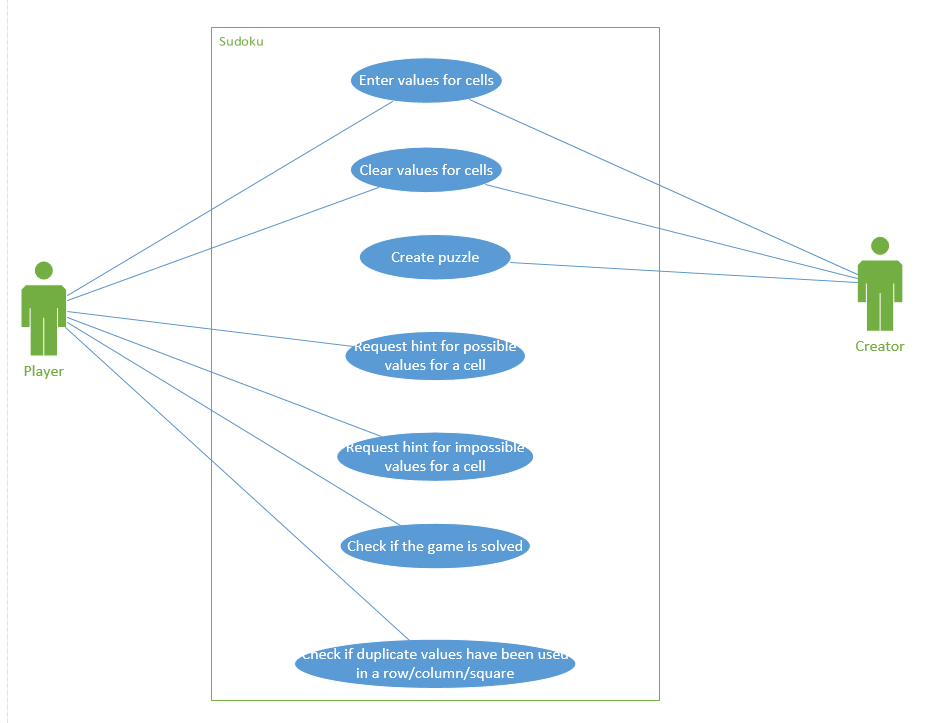 Sudoku
Enter values for cells
Clear values for cells
Create puzzle
Request hint for possible
values for a cell
Request hint for impossible
values for a cell
Check if the game is solved
Check if duplicate values have been used
in a row/column/square
Player
Creator